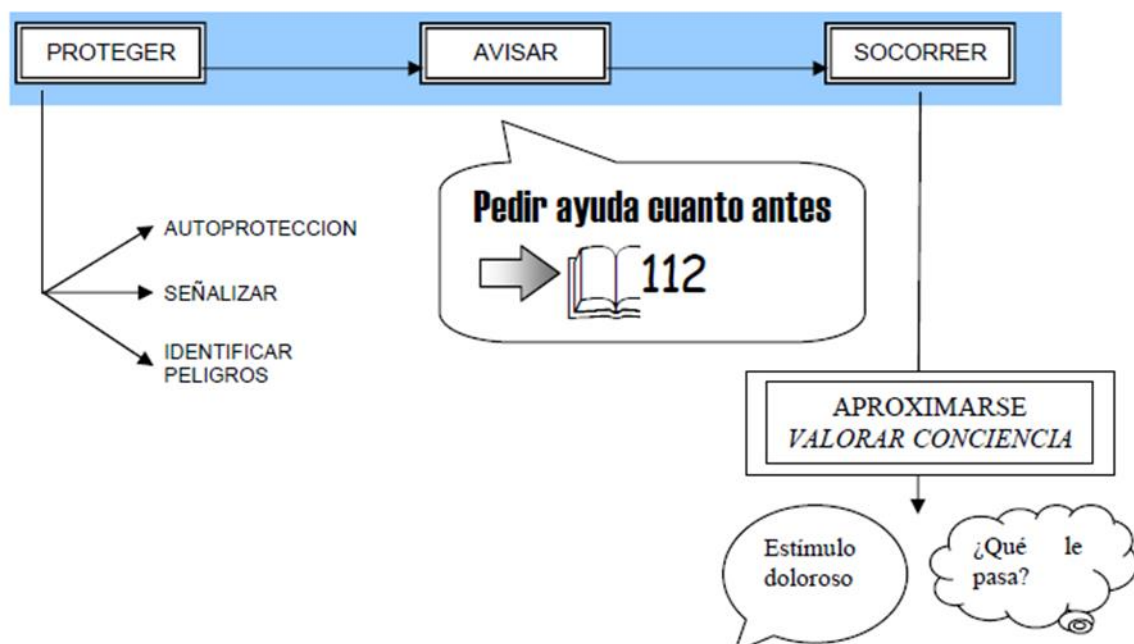 PROTEGER
AVISAR
SOCORRER
Pedir ayuda cuanto antes
112
AUTOPROTECCION
SEÑALIZAR
IDENTIFICAR
PELIGROS
APROXIMARSE
VALORAR CONCIENCIA
Estímulo
doloroso
¿Qué le
pasa?